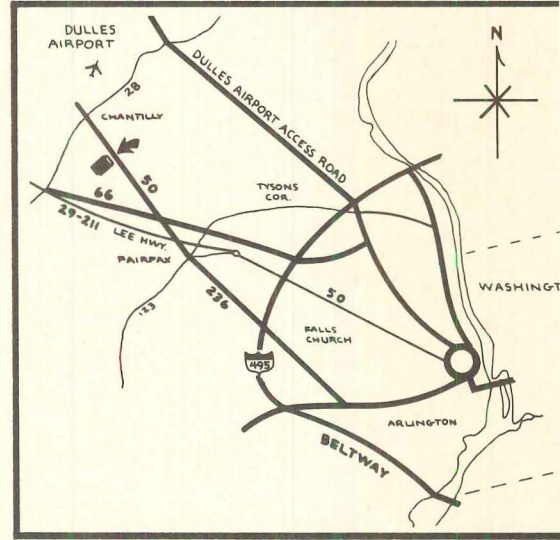 DULLES
AIRPORT
N
28
DULLES AIRPORT ACCESS ROAD
CHANTILLY
50
66
TYSONS
COR.
29-211
LEE HWY.
FAIRFAX
236
50
123
FALLS
CHURCH
495
WASHINGT
ARLINGTON
BELTWAY